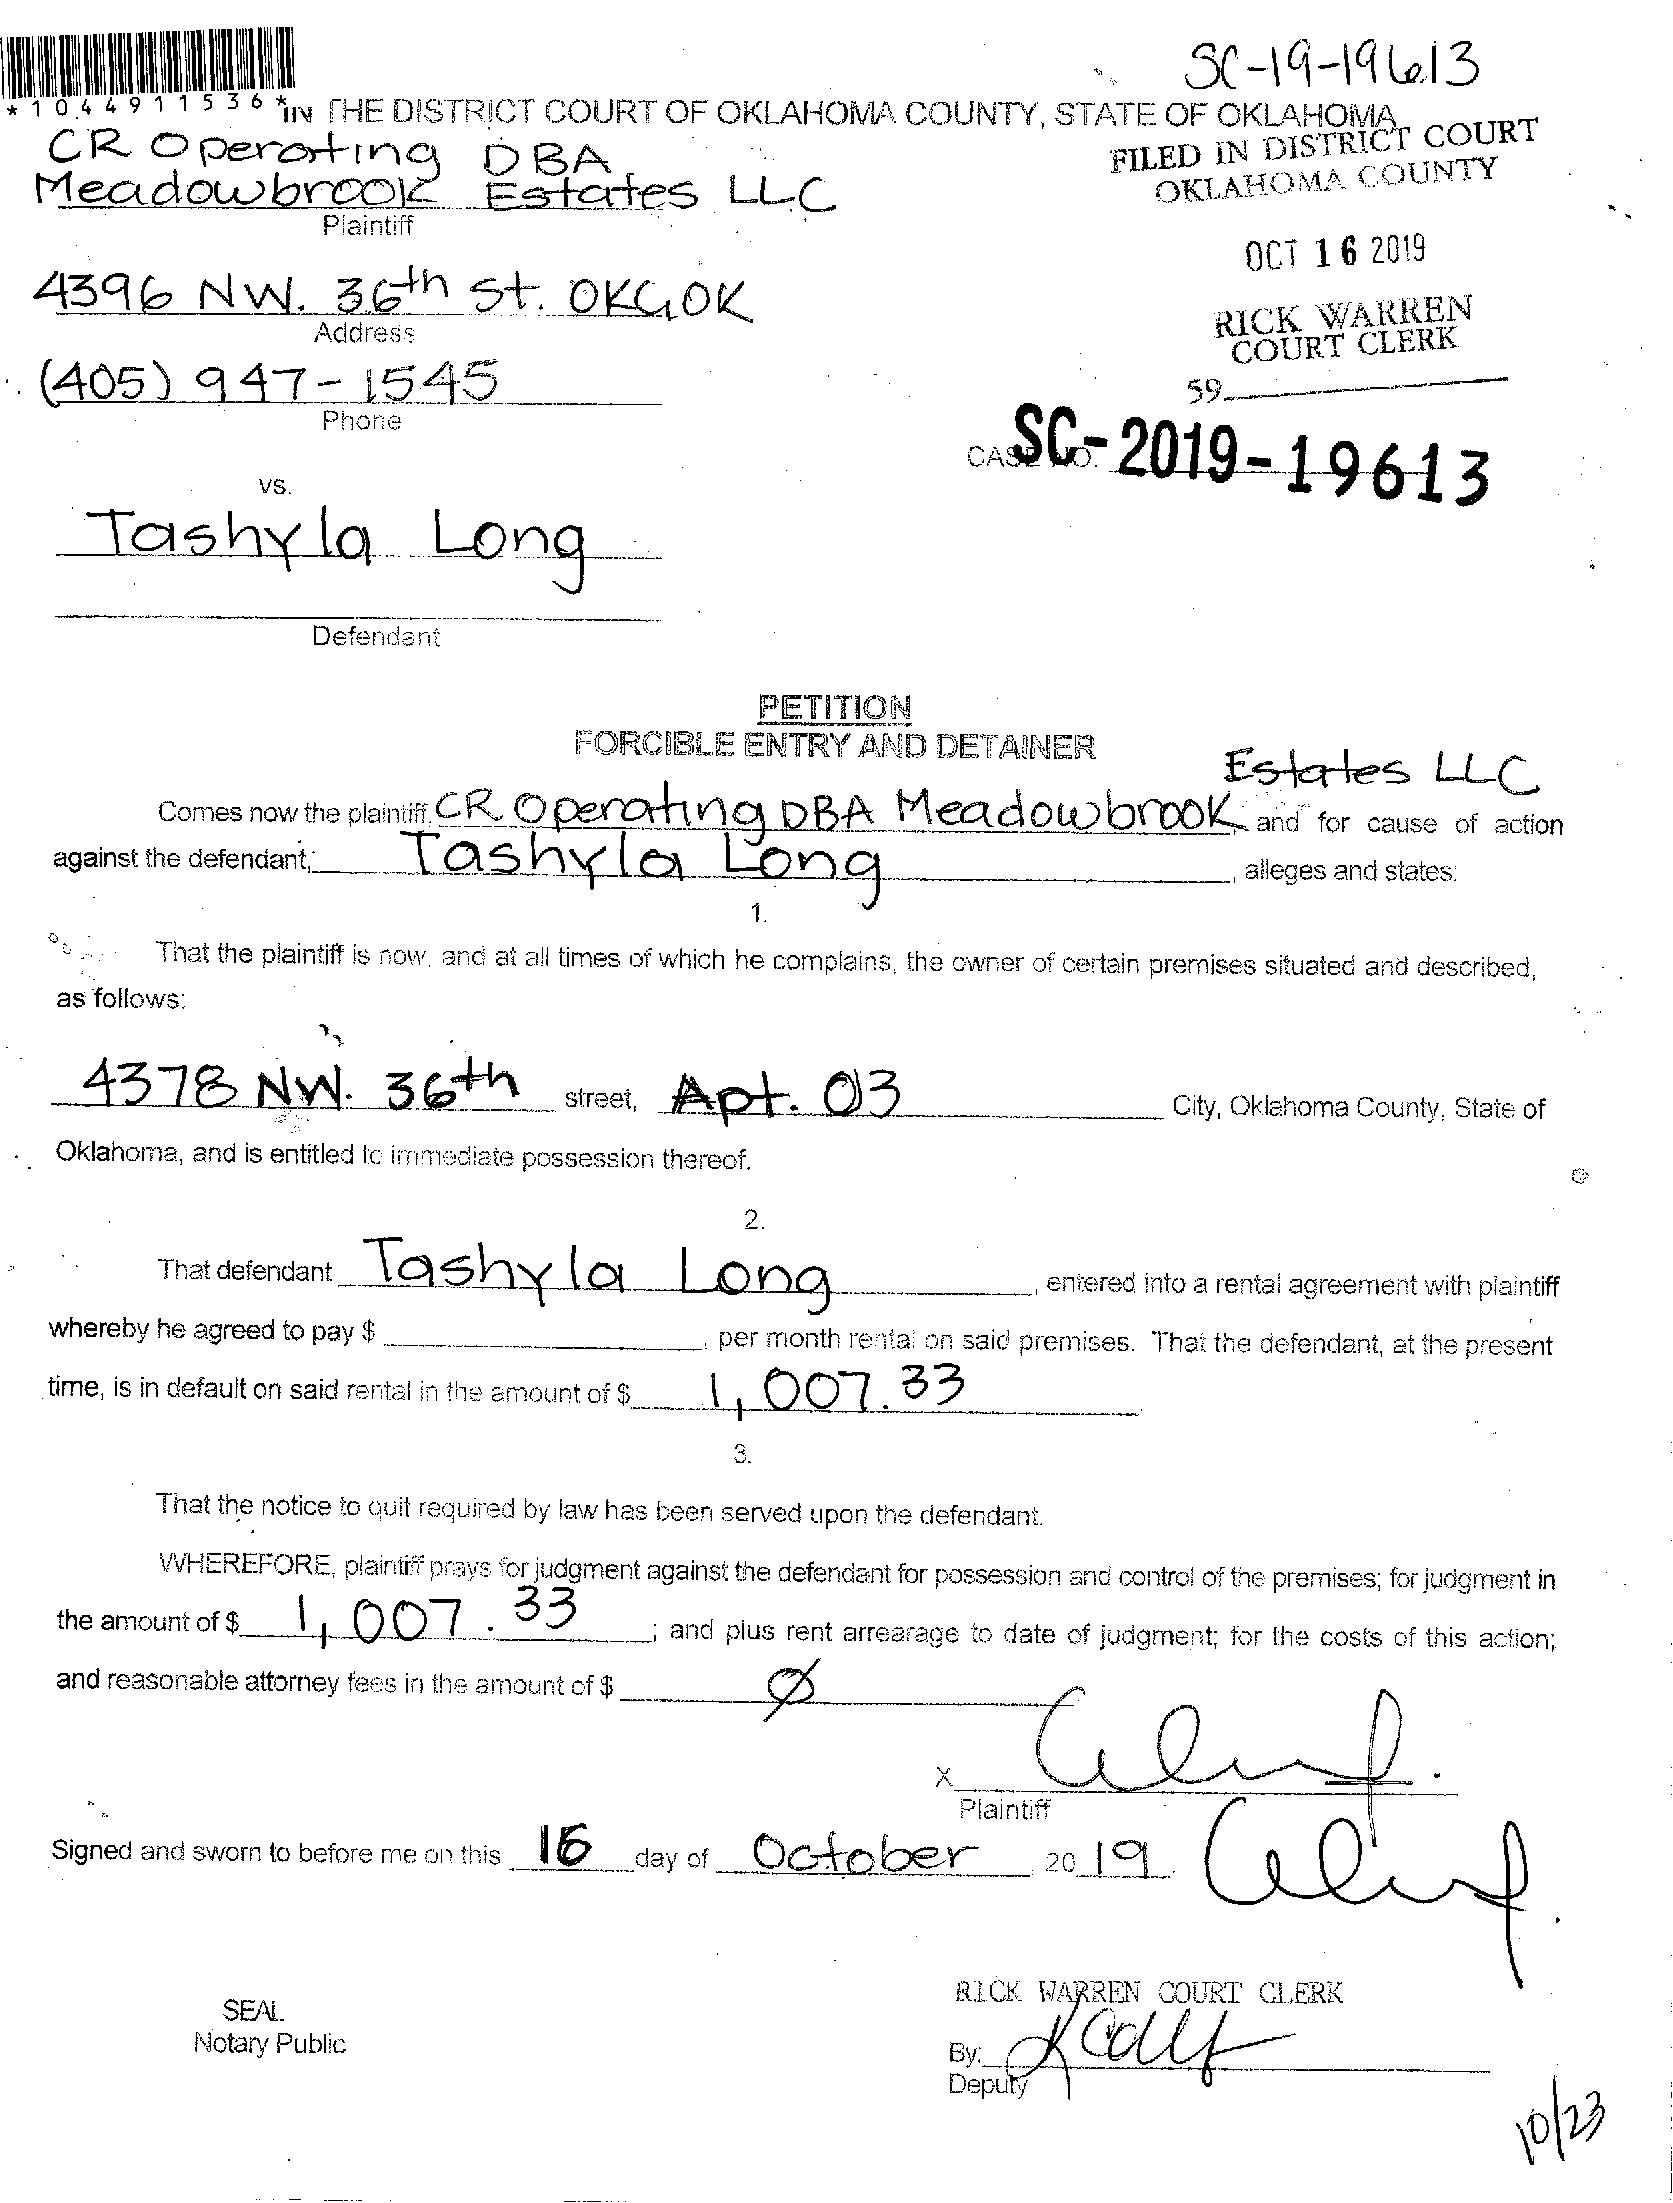 SC-19-19613
*1044911536*
IN THE DISTRICT COURT OF OKLAHOMA COUNTY, STATE OF OKLAHOMA
FILED IN DISTRICT COURT
OKLAHOMA COUNTY
CR Operating DBA
Meadowbrook Estates LLC
Plaintiff
OCT 16 2019
4396 NW. 36th St. OKC, OK
Address
RICK WARREN
COURT CLERK
(405) 947-1545
59
Phone
CASE NO. SC-2019-19613
vs.
Tashyla Long
Defendant
PETITION
FORCIBLE ENTRY AND DETAINER
Estates LLC
Comes now the plaintiff, CR Operating DBA Meadowbrook and for cause of action
against the defendant, Tashyla Long, alleges and states:
1.
That the plaintiff is now, and at all times of which he complains, the owner of certain premises situated and described,
as follows:
4378 NW. 36th street, Apt. 03 City, Oklahoma County, State of
Oklahoma, and is entitled to immediate possession thereof.
2.
That defendant Tashyla Long, entered into a rental agreement with plaintiff
whereby he agreed to pay $ , per month rental on said premises. That the defendant, at the present
time, is in default on said rental in the amount of $ 1,007.33
3.
That the notice to quit required by law has been served upon the defendant.
WHEREFORE, plaintiff prays for judgment against the defendant for possession and control of the premises; for judgment in
the amount of $ 1,007.33; and plus rent arrearage to date of judgment; for the costs of this action;
and reasonable attorney fees in the amount of $ Ø
X
Plaintiff
Signed and sworn to before me on this 16 day of October 2019.
RICK WARREN COURT CLERK
SEAL
Notary Public
By:
Deputy
10/23